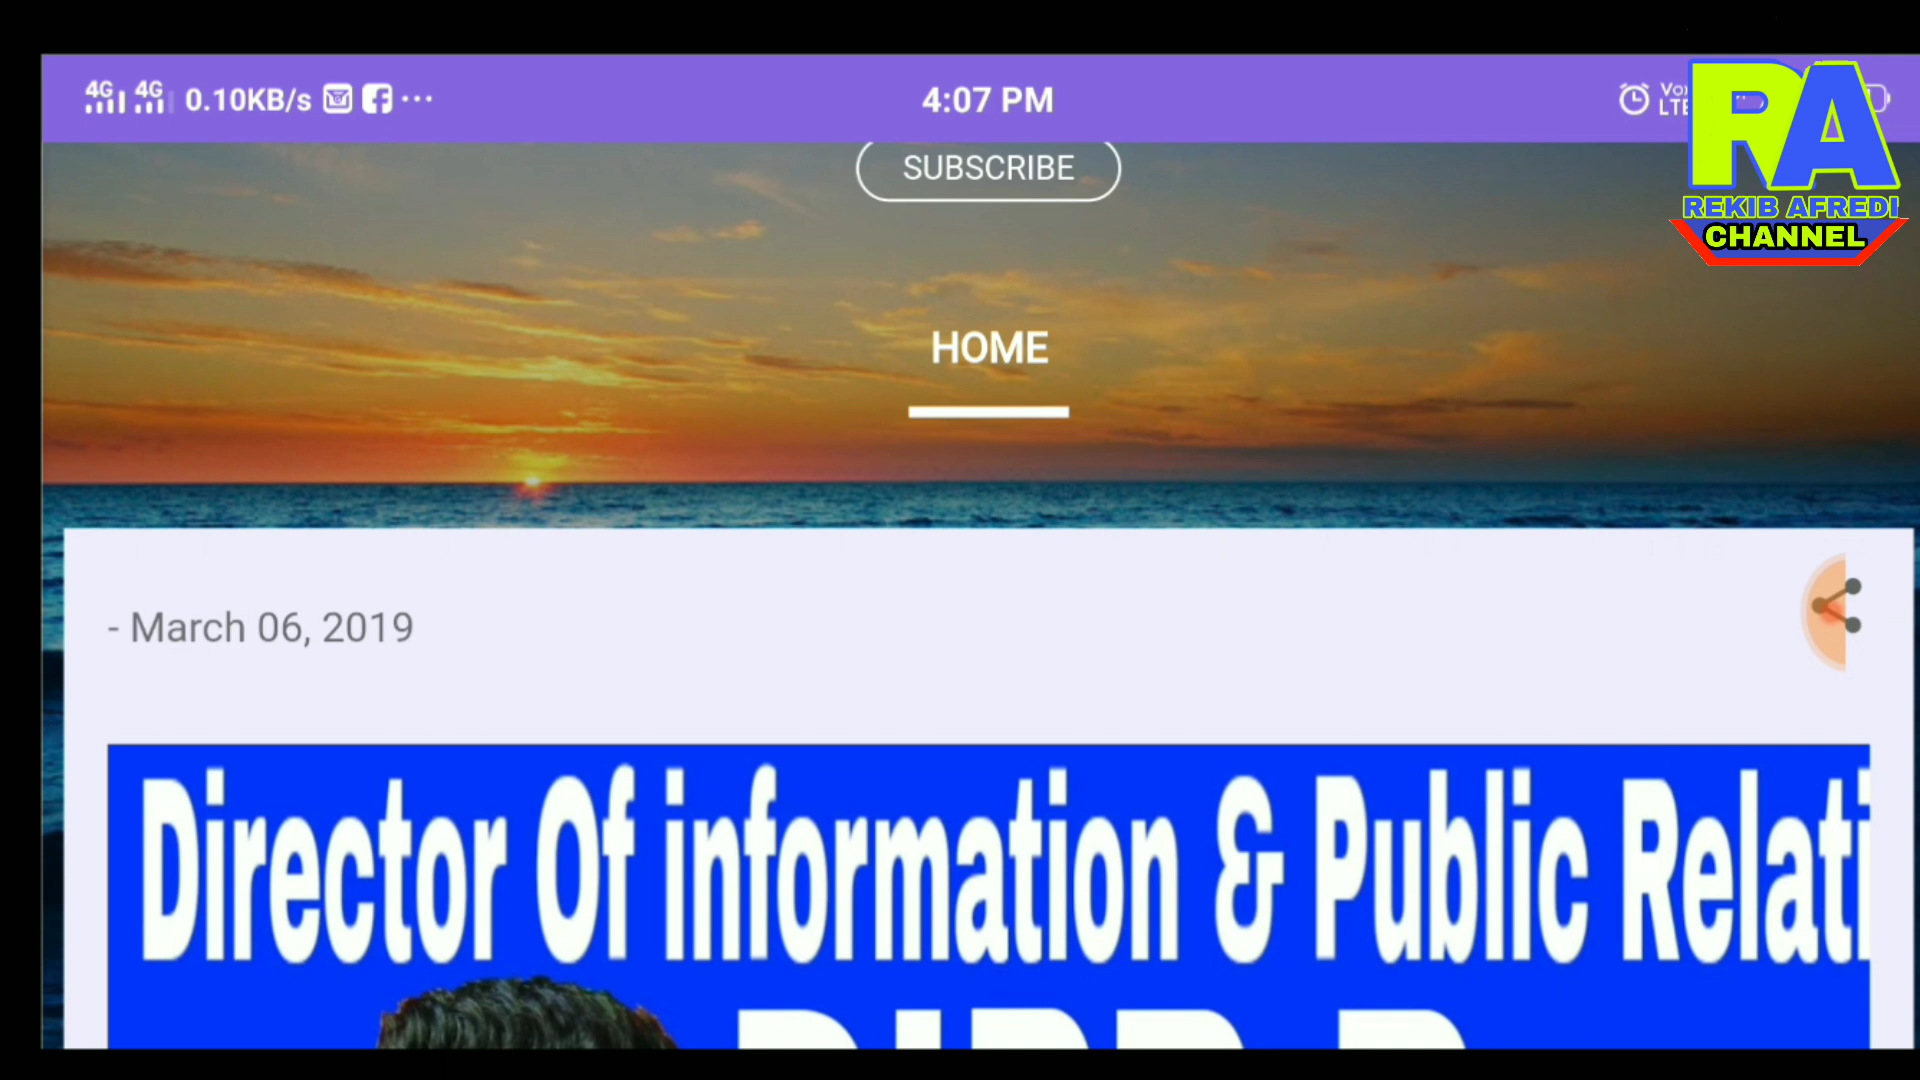 4G 4G 0.10KB/s 4:07 PM
LTE
RA
REKIB AFREDI
CHANNEL
SUBSCRIBE
HOME
- March 06, 2019
Director Of information & Public Relati